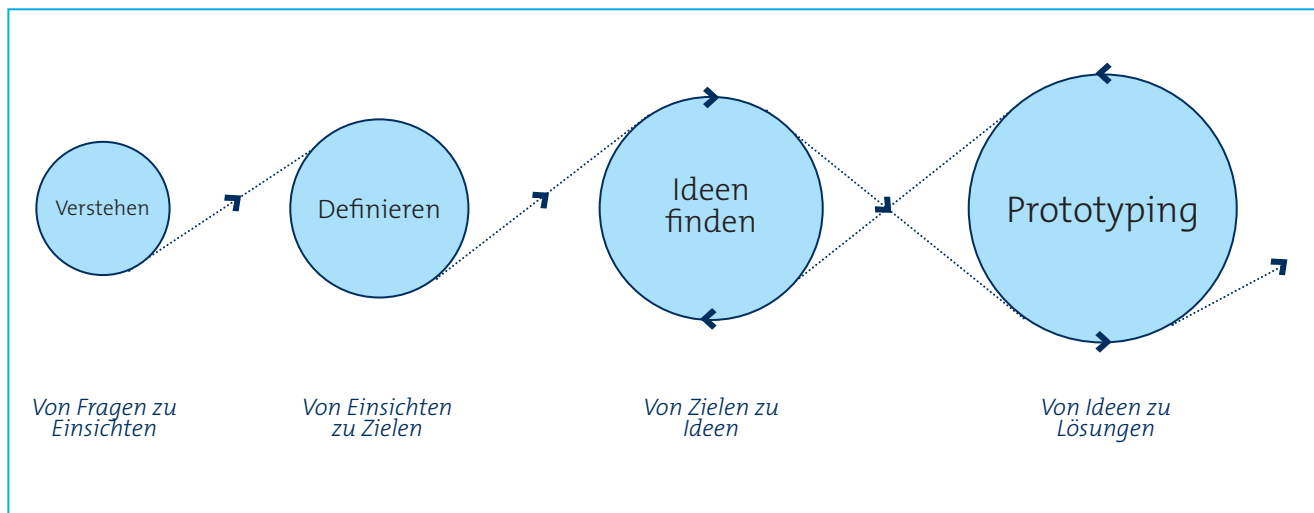 Verstehen
Definieren
Ideen
finden
Prototyping
Von Fragen zu
Einsichten
Von Einsichten
zu Zielen
Von Zielen zu
Ideen
Von Ideen zu
Lösungen